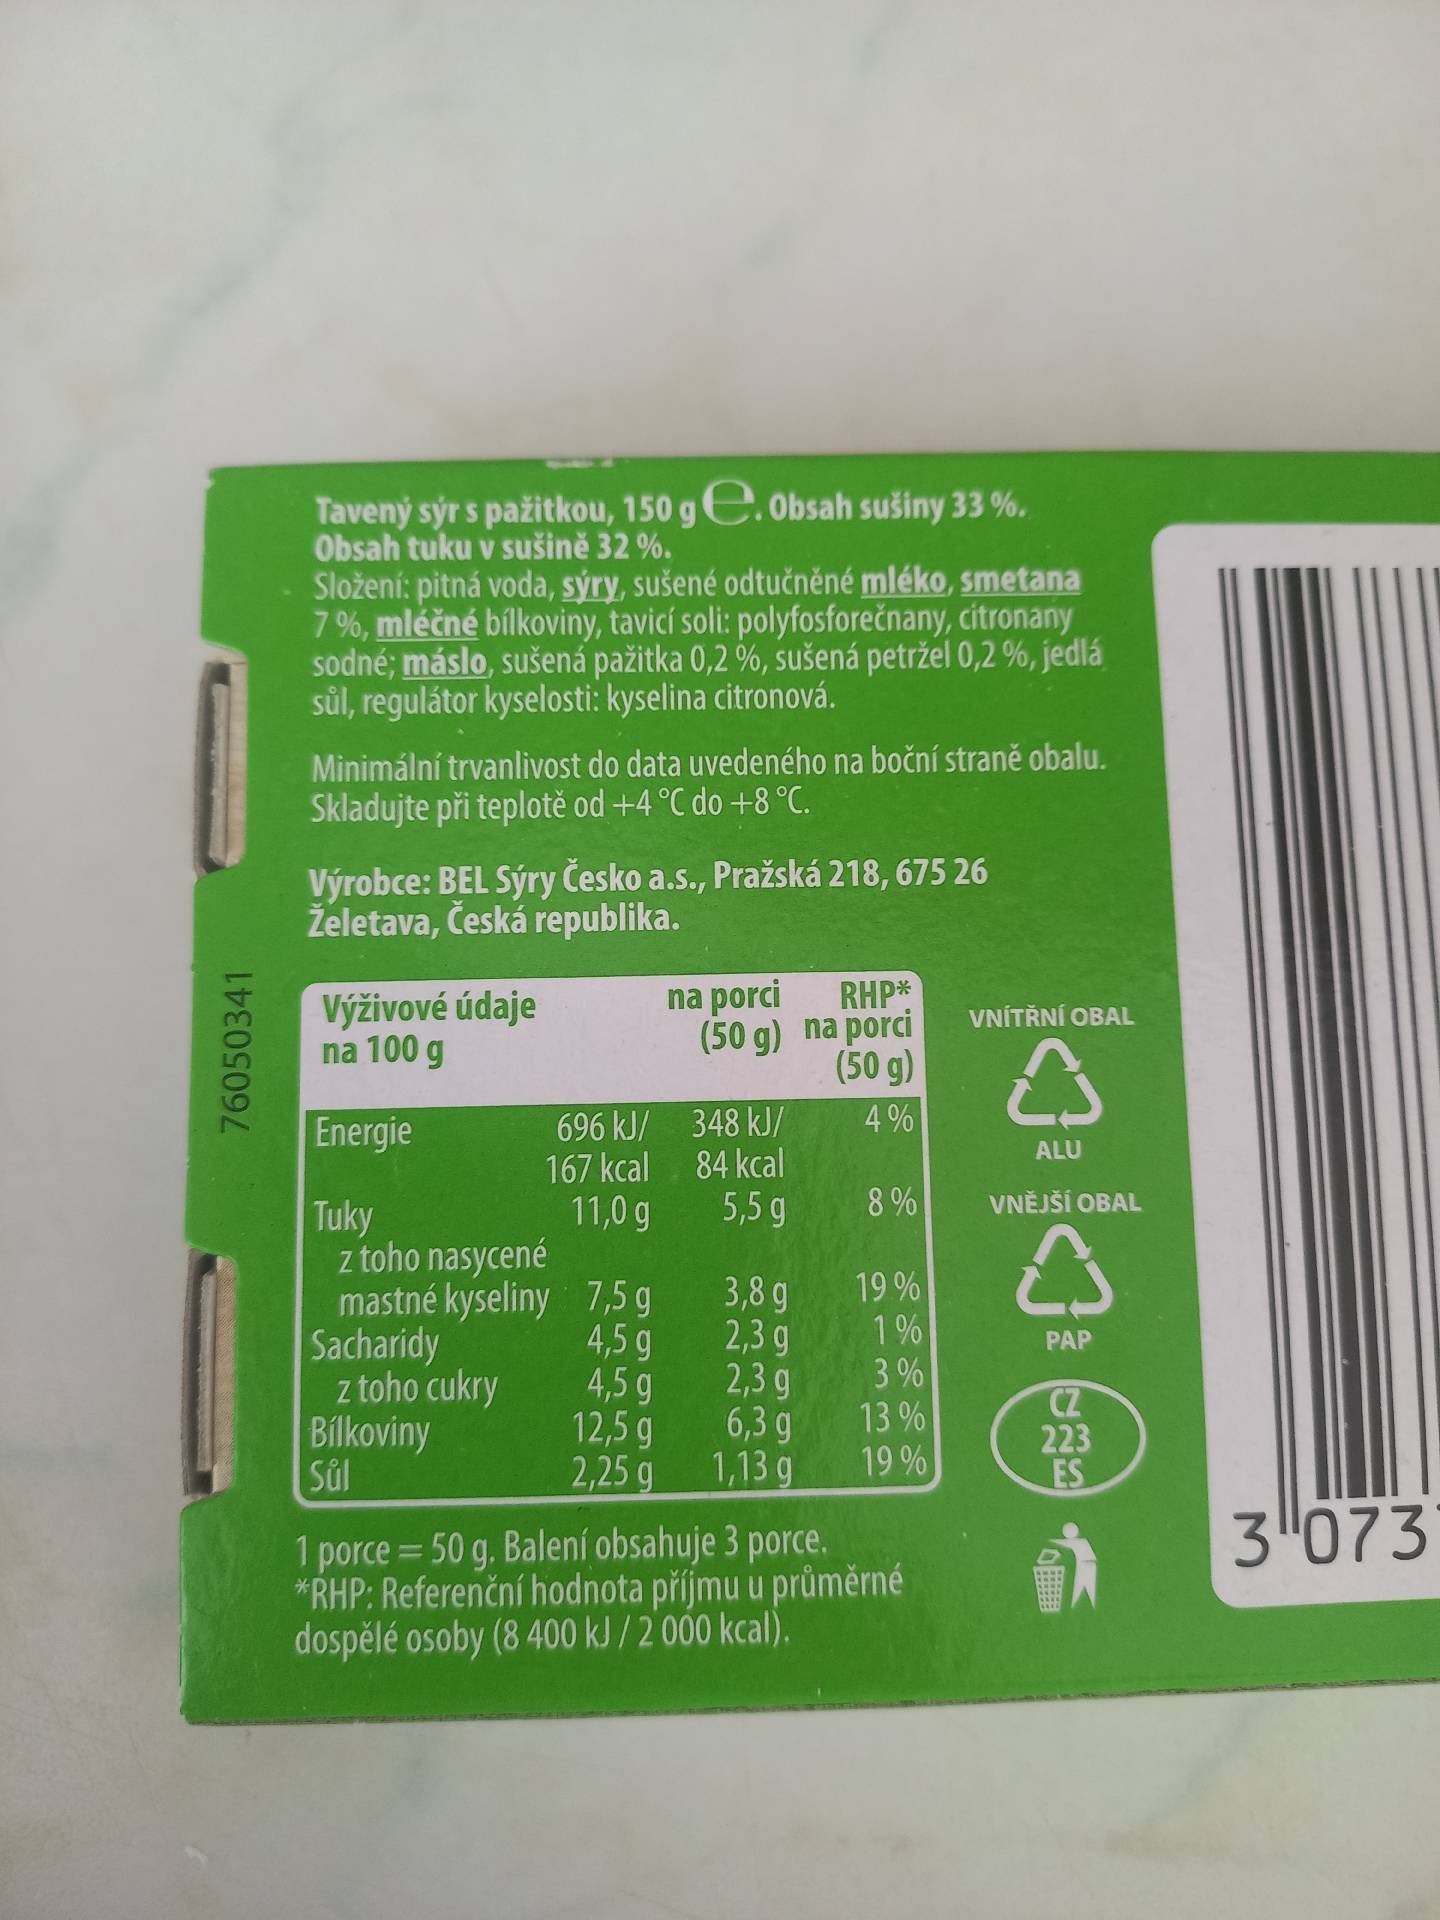 Tavený sýr s pažitkou, 150 g ℮. Obsah sušiny 33 %.
Obsah tuku v sušině 32 %.
Složení: pitná voda, sýry, sušené odtučněné mléko, smetana
7 %, mléčné bílkoviny, tavicí soli: polyfosforečnany, citronany
sodné; máslo, sušená pažitka 0,2 %, sušená petržel 0,2 %, jedlá
sůl, regulátor kyselosti: kyselina citronová.
Minimální trvanlivost do data uvedeného na boční straně obalu.
Skladujte při teplotě od +4 °C do +8 °C.
Výrobce: BEL Sýry Česko a.s., Pražská 218, 675 26
Želetava, Česká republika.
76050341
Výživové údaje na porci RHP*
na 100 g (50 g) na porci
(50 g)
Energie 696 kJ/ 348 kJ/ 4 %
167 kcal 84 kcal
Tuky 11,0 g 5,5 g 8 %
z toho nasycené
mastné kyseliny 7,5 g 3,8 g 19 %
Sacharidy 4,5 g 2,3 g 1 %
z toho cukry 4,5 g 2,3 g 3 %
Bílkoviny 12,5 g 6,3 g 13 %
Sůl 2,25 g 1,13 g 19 %
1 porce = 50 g. Balení obsahuje 3 porce.
*RHP: Referenční hodnota příjmu u průměrné
dospělé osoby (8 400 kJ / 2 000 kcal).
VNITŘNÍ OBAL
ALU
VNĚJŠÍ OBAL
PAP
CZ
223
ES
3 073